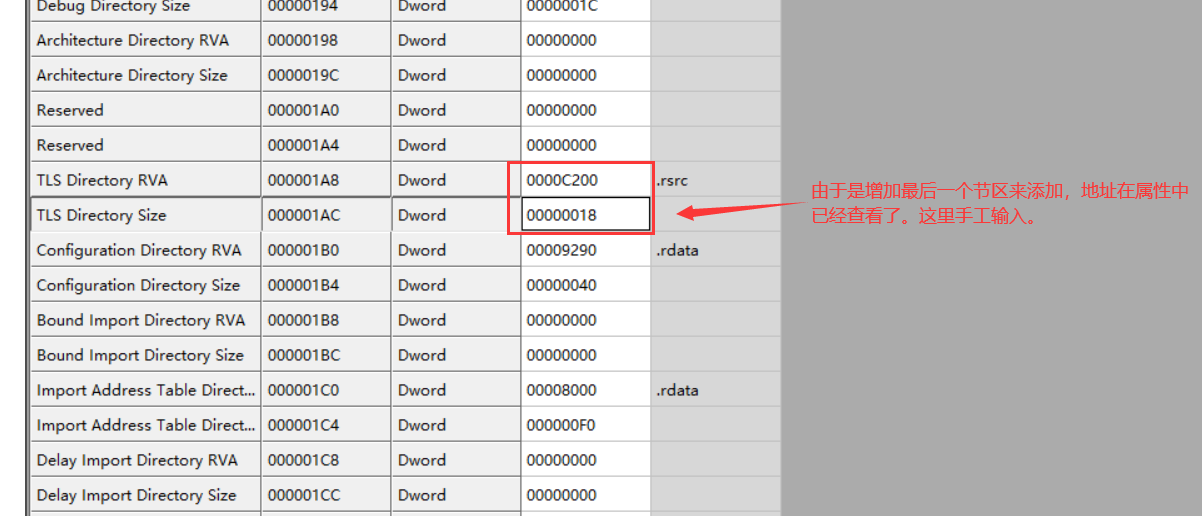 Debug Directory Size 00000194 Dword 0000001C
Architecture Directory RVA 00000198 Dword 00000000
Architecture Directory Size 0000019C Dword 00000000
Reserved 000001A0 Dword 00000000
Reserved 000001A4 Dword 00000000
TLS Directory RVA 000001A8 Dword 0000C200 .rsrc
TLS Directory Size 000001AC Dword 00000018
由于是增加最后一个节区来添加，地址在属性中
已经查看了。这里手工输入。
Configuration Directory RVA 000001B0 Dword 00009290 .rdata
Configuration Directory Size 000001B4 Dword 00000040
Bound Import Directory RVA 000001B8 Dword 00000000
Bound Import Directory Size 000001BC Dword 00000000
Import Address Table Direct... 000001C0 Dword 00008000 .rdata
Import Address Table Direct... 000001C4 Dword 000000F0
Delay Import Directory RVA 000001C8 Dword 00000000
Delay Import Directory Size 000001CC Dword 00000000